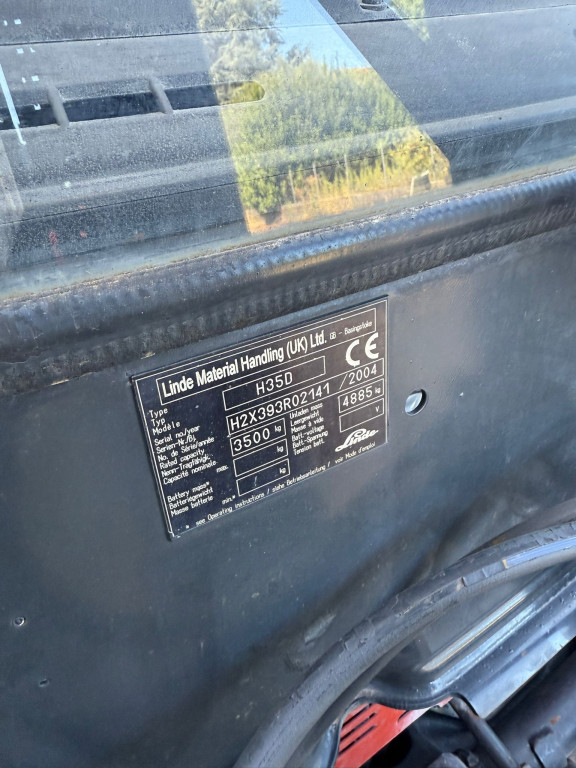 Linde Material Handling (UK) Ltd. GB - Basingstoke
CE
Type
Typ
Modèle
H35D
Serial no./year
Serien-Nr./Bj.
No. de Série/année
H2X393R02141 / 2004
Rated capacity
Nenn-Tragfähigk.
Capacité nominale
3500 kg
Unladen mass
Leergewicht
Masse à vide
4885 kg
Battery mass*
Batteriegewicht
Masse batterie
max. kg
min.* kg
Batt-voltage
Batt-Spannung
Tension batt.
V
Linde
* see Operating instructions / siehe Betriebsanleitung / voir Mode d'emploi